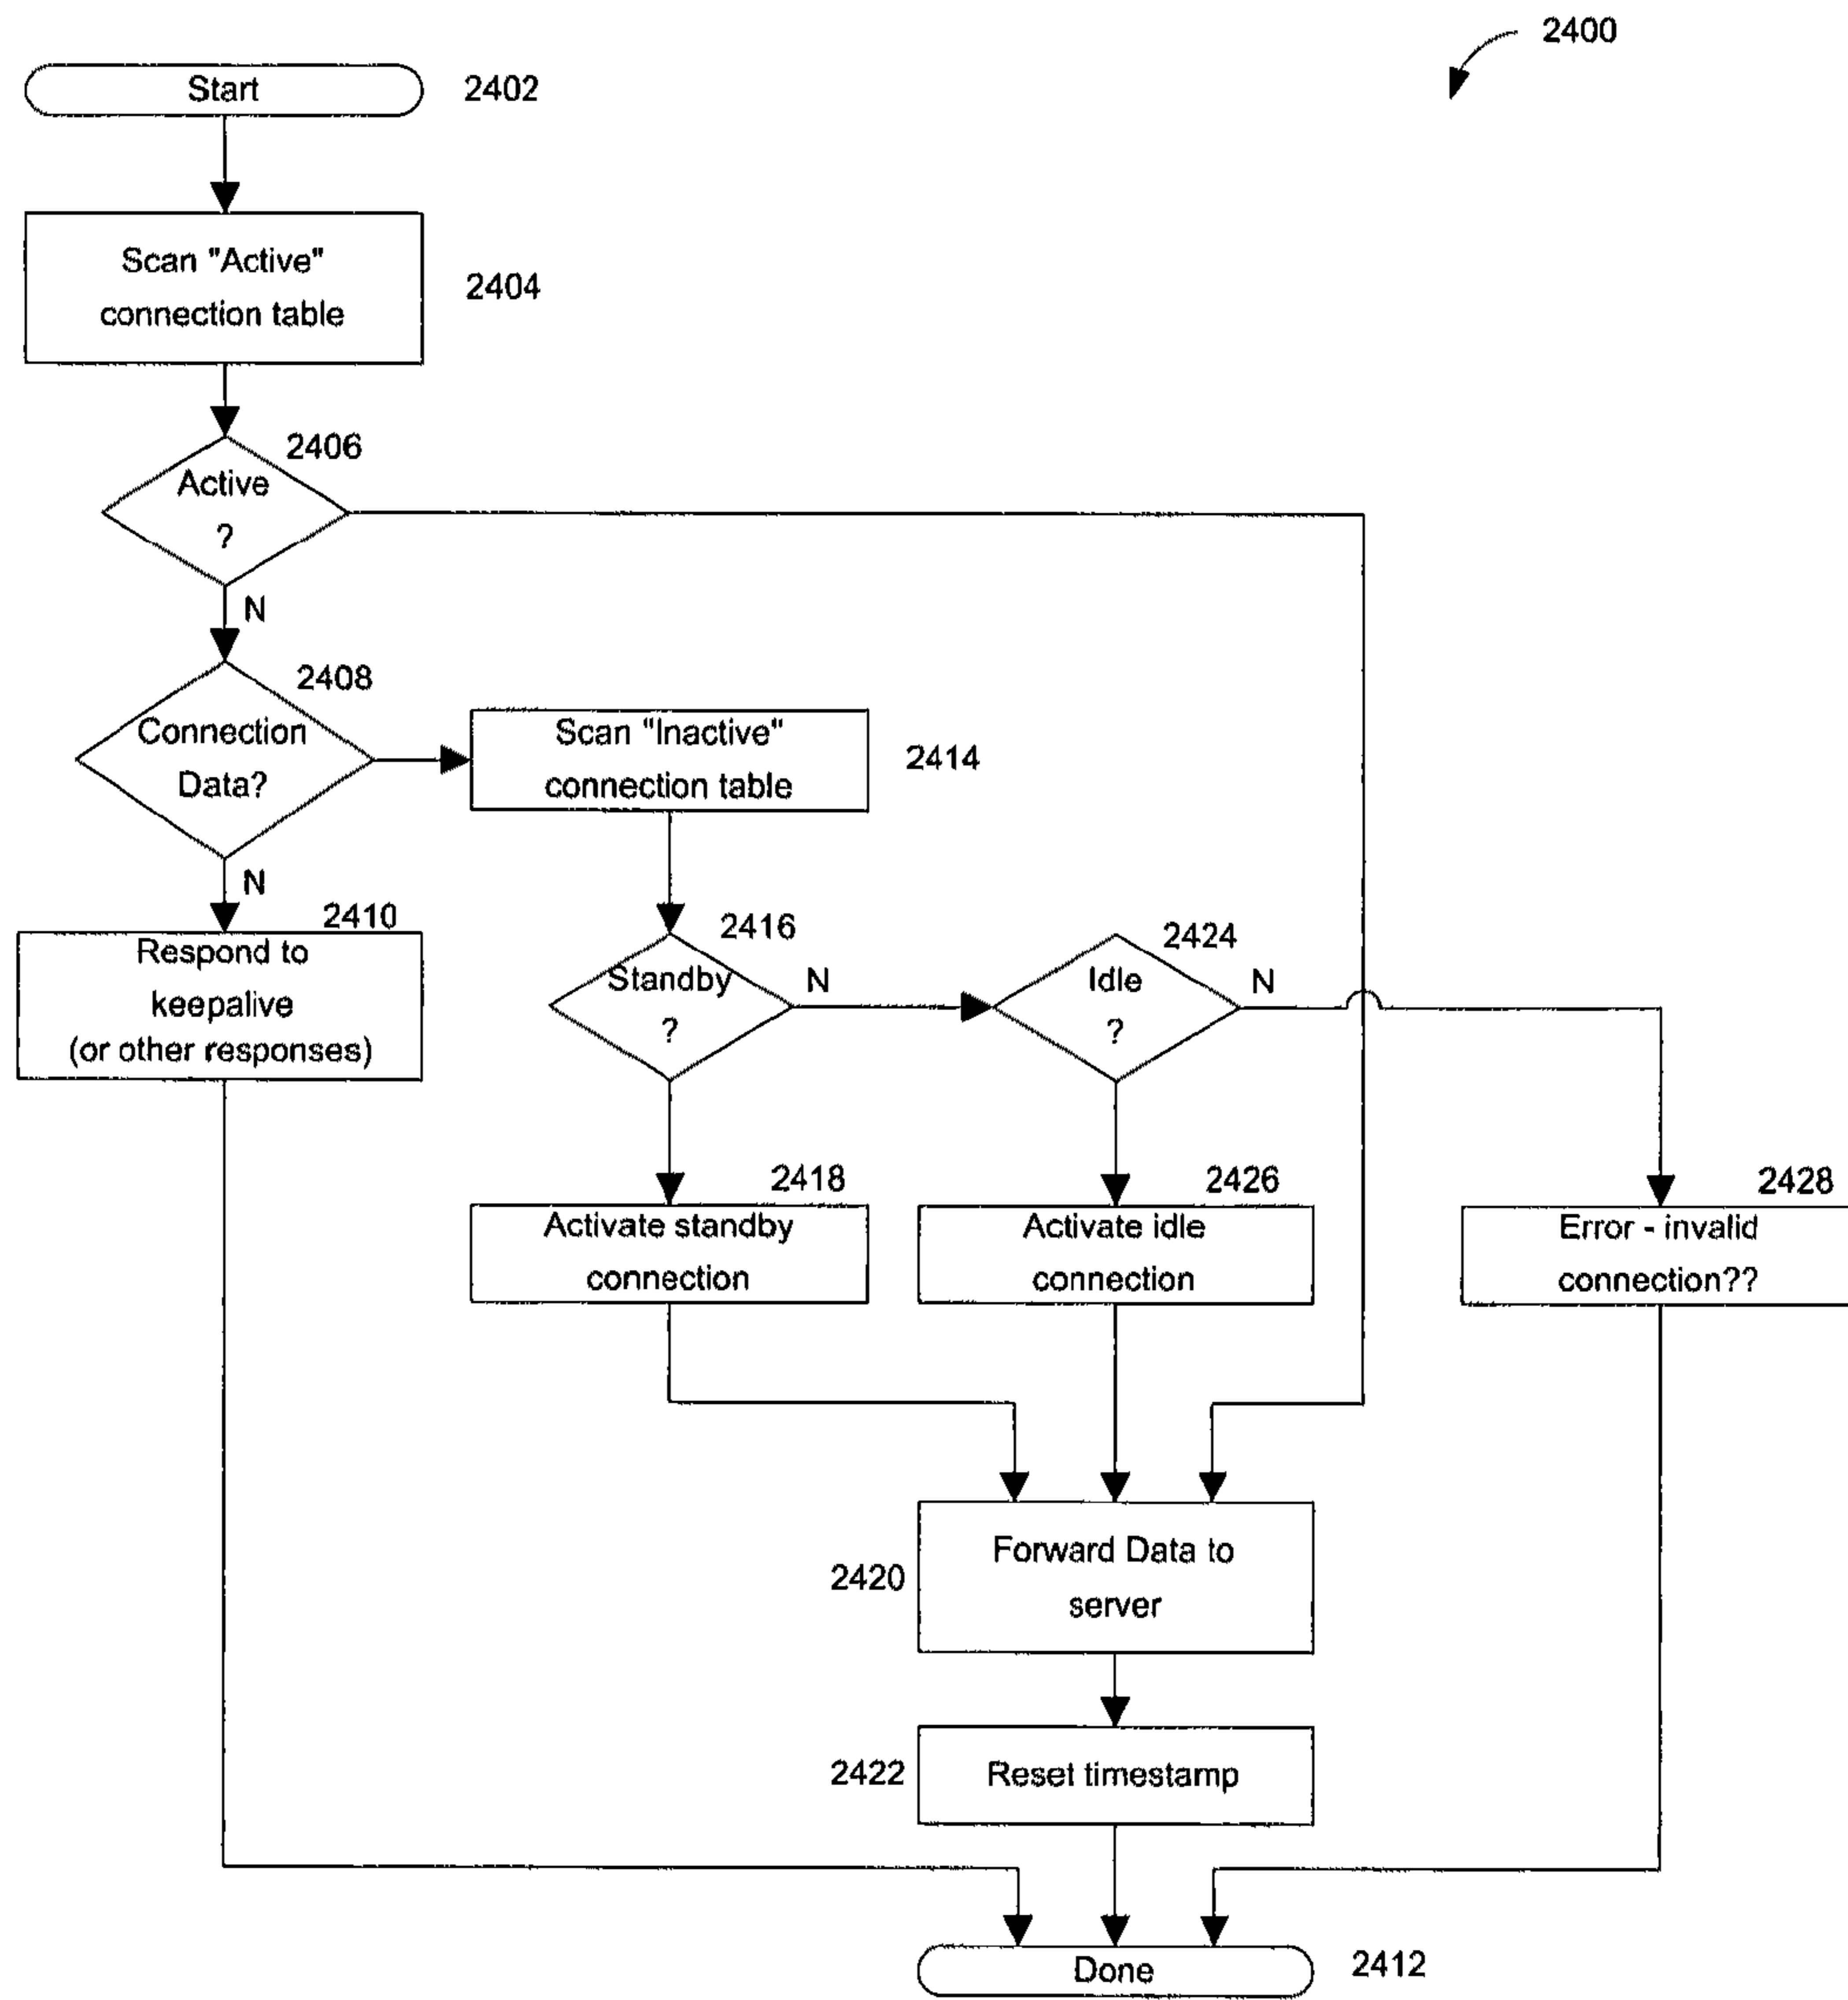 2400
Start
2402
Scan "Active"
connection table
2404
2406
Active
?
N
2408
Connection
Data?
Scan "Inactive"
connection table
2414
N
2410
Respond to
keepalive
(or other responses)
2416
Standby
?
N
2424
Idle
?
N
2418
Activate standby
connection
2426
Activate idle
connection
2428
Error - invalid
connection??
2420
Forward Data to
server
2422
Reset timestamp
Done
2412